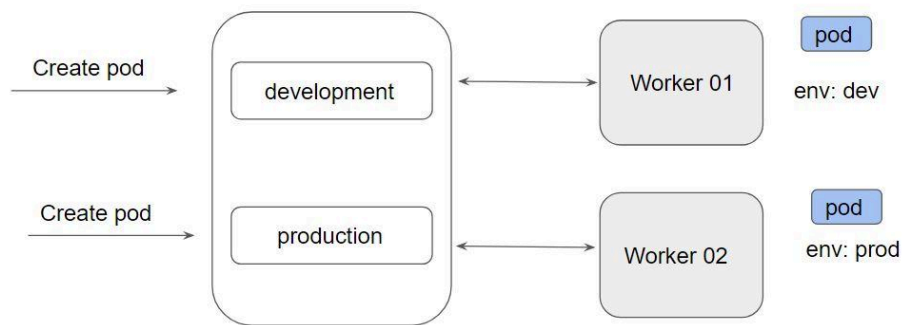 Create pod
development
Worker 01
pod
env: dev
Create pod
production
Worker 02
pod
env: prod